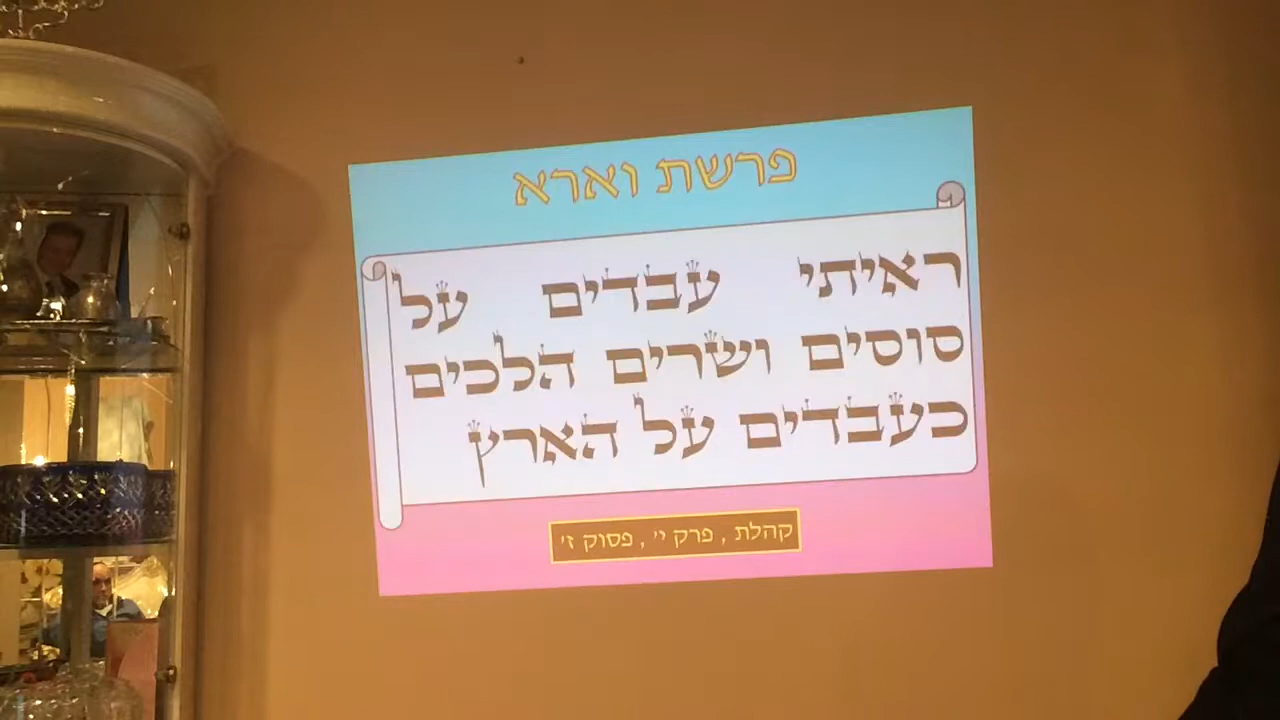 פרשת וארא
ראיתי עבדים על
סוסים ושרים הלכים
כעבדים על הארץ
קהלת , פרק י' , פסוק ז'